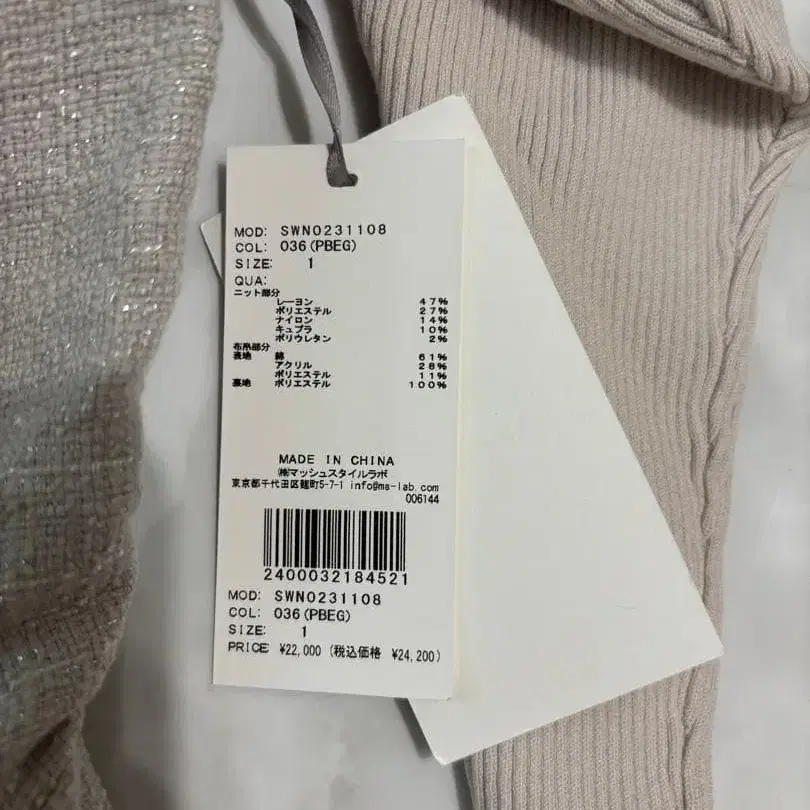 MOD: SWN0231108
COL: 036(PBEG)
SIZE: 1
QUA:
ニット部分
レーヨン 47%
ポリエステル 27%
ナイロン 14%
キュプラ 10%
ポリウレタン 2%
布帛部分
表地 綿 61%
アクリル 28%
ポリエステル 11%
裏地 ポリエステル 100%
MADE IN CHINA
㈱マッシュスタイルラボ
東京都千代田区麹町5-7-1 info@ms-lab.com
006144
2400032184521
MOD: SWN0231108
COL: 036(PBEG)
SIZE: 1
PRICE: ¥22,000 (税込価格 ¥24,200)